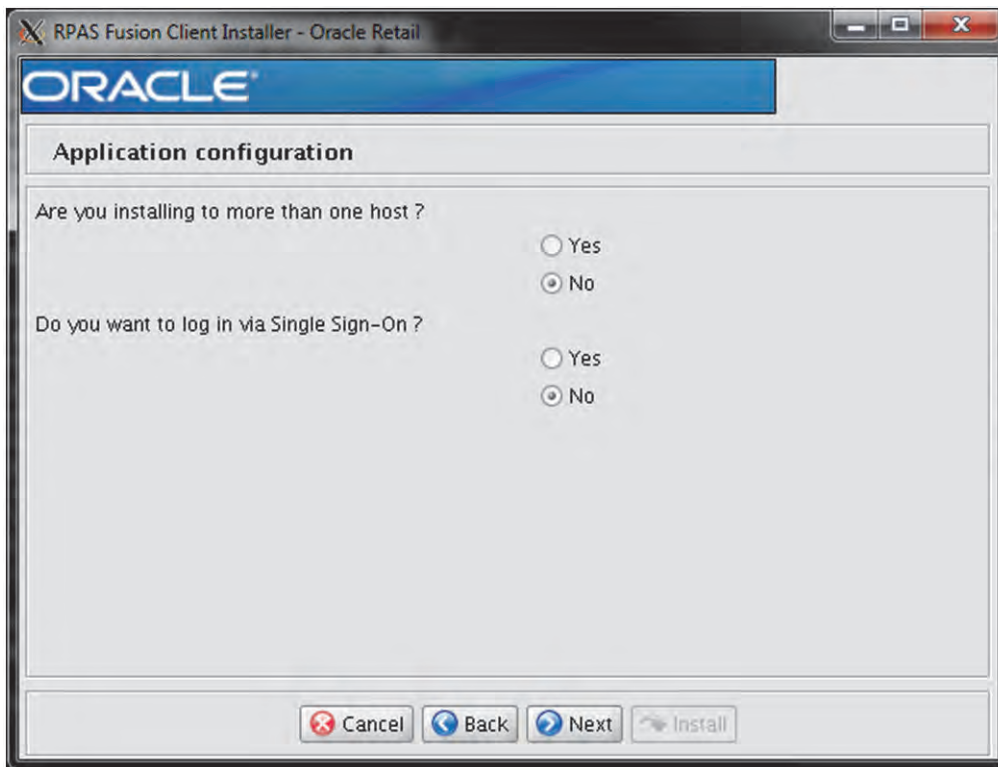 RPAS Fusion Client Installer - Oracle Retail
ORACLE®
Application configuration
Are you installing to more than one host ?
Yes
No
Do you want to log in via Single Sign-On ?
Yes
No
Cancel
Back
Next
Install